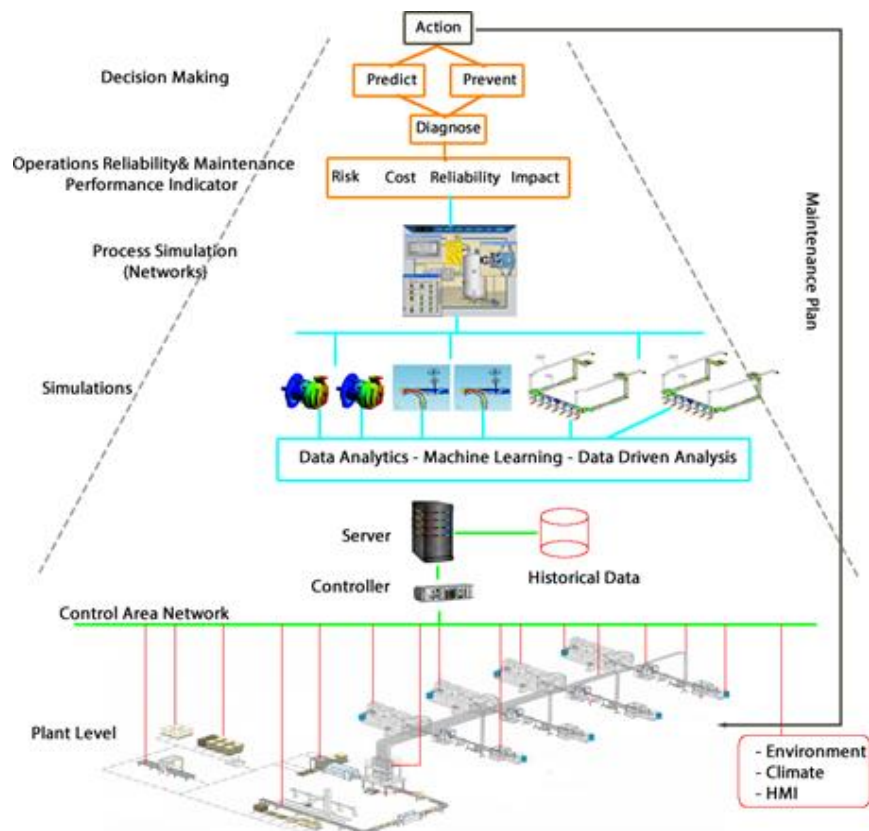 Action
Decision Making
Predict
Prevent
Diagnose
Operations Reliability& Maintenance
Performance Indicator
Risk Cost Reliability Impact
Process Simulation
(Networks)
Maintenance Plan
Simulations
Data Analytics - Machine Learning - Data Driven Analysis
Server
Historical Data
Controller
Control Area Network
Plant Level
- Environment
- Climate
- HMI